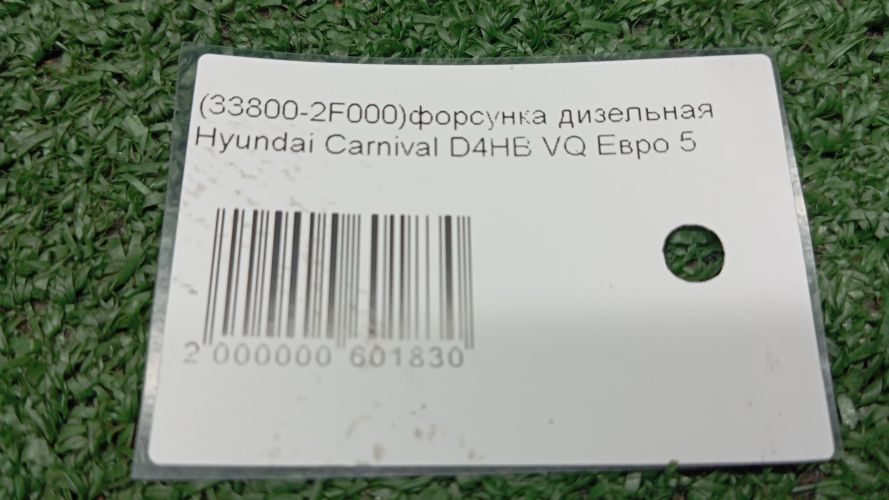 (33800-2F000)форсунка дизельная
Hyundai Carnival D4HB VQ Евро 5
2 000000 601830